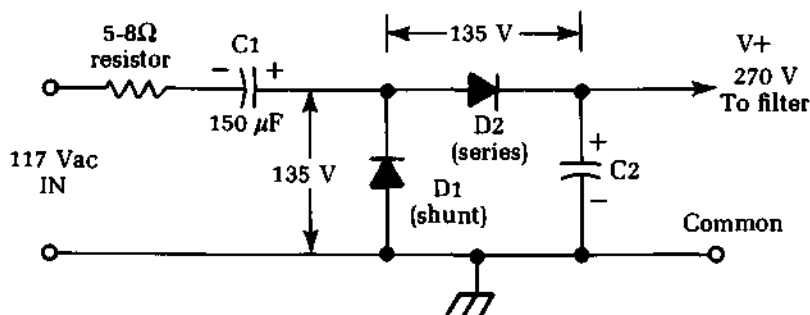 5-8Ω
resistor
C1
135 V
V+
270 V
To filter
- +
150 μF
D2
(series)
117 Vac
IN
135 V
D1
(shunt)
+
C2
-
Common